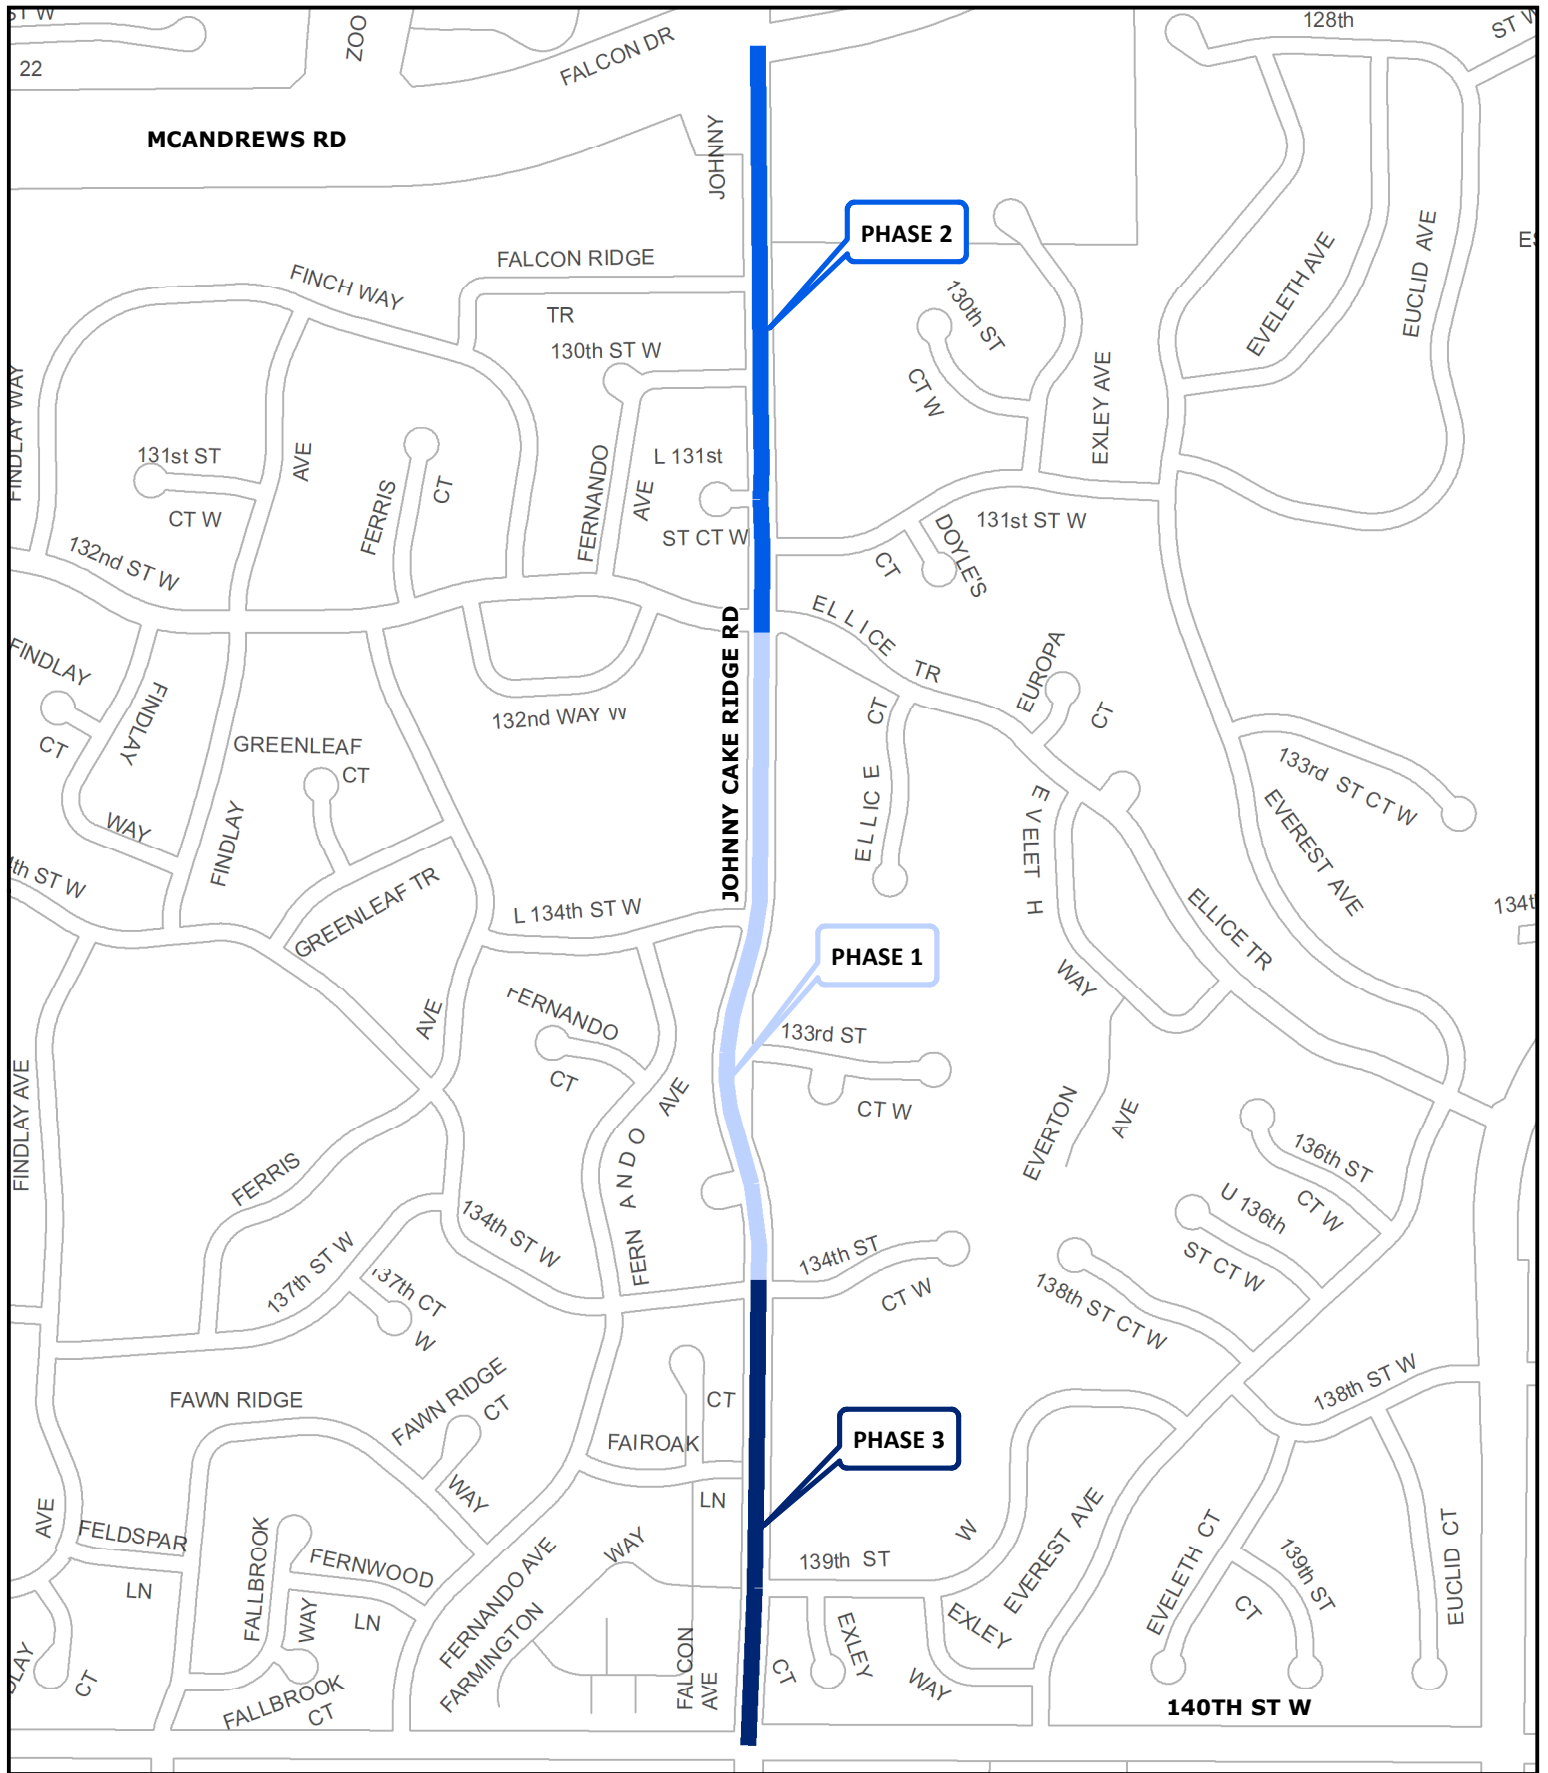 ST W
ZOO
128th
ST W
22
FALCON DR
MCANDREWS RD
JOHNNY
PHASE 2
FALCON RIDGE
TR
FINCH WAY
130th ST W
130th ST
CT W
EVELETH AVE
EUCLID AVE
FINDLAY WAY
EXLEY AVE
131st ST
CT W
AVE
FERRIS
CT
FERNANDO
AVE
L 131st
ST CT W
131st ST W
DOYLE'S
CT
132nd ST W
ELLICE
TR
JOHNNY CAKE RIDGE RD
EUROPA
CT
FINDLAY
CT
FINDLAY
WAY
132nd WAY W
GREENLEAF
CT
ELLICE
CT
133rd ST CT W
FINDLAY
EVELETH
WAY
EVEREST AVE
4th ST W
GREENLEAF TR
L 134th ST W
ELLICE TR
134t
PHASE 1
AVE
FERNANDO
CT
133rd ST
CT W
FINDLAY AVE
AVE
FERNANDO
EVERTON
AVE
FERRIS
136th ST
CT W
U 136th
ST CT W
134th ST W
137th ST W
137th CT
W
134th ST
CT W
138th ST CT W
138th ST W
FAWN RIDGE
FAWN RIDGE
CT
WAY
CT
FAIROAK
LN
PHASE 3
AVE
FELDSPAR
LN
FALLBROOK
WAY
FERNWOOD
LN
FERNANDO AVE
WAY
FARMINGTON
139th ST
W
EVEREST AVE
EVELETH CT
139th ST
CT
EUCLID CT
LAY
CT
FALLBROOK
CT
FALCON
AVE
CT
EXLEY
EXLEY
WAY
140TH ST W